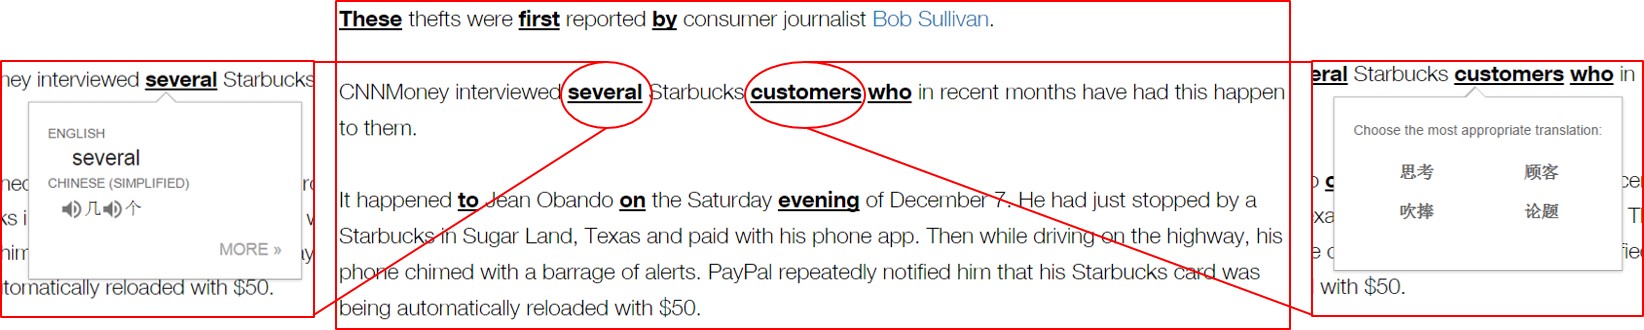 ney interviewed several Starbucks
ENGLISH
several
CHINESE (SIMPLIFIED)
几 个
MORE »
tomatically reloaded with $50.
These thefts were first reported by consumer journalist Bob Sullivan.
CNNMoney interviewed several Starbucks customers who in recent months have had this happen
to them.
It happened to Jean Obando on the Saturday evening of December 7. He had just stopped by a
Starbucks in Sugar Land, Texas and paid with his phone app. Then while driving on the highway, his
phone chimed with a barrage of alerts. PayPal repeatedly notified him that his Starbucks card was
being automatically reloaded with $50.
eral Starbucks customers who in
Choose the most appropriate translation:
思考 顾客
吹捧 论题
with $50.